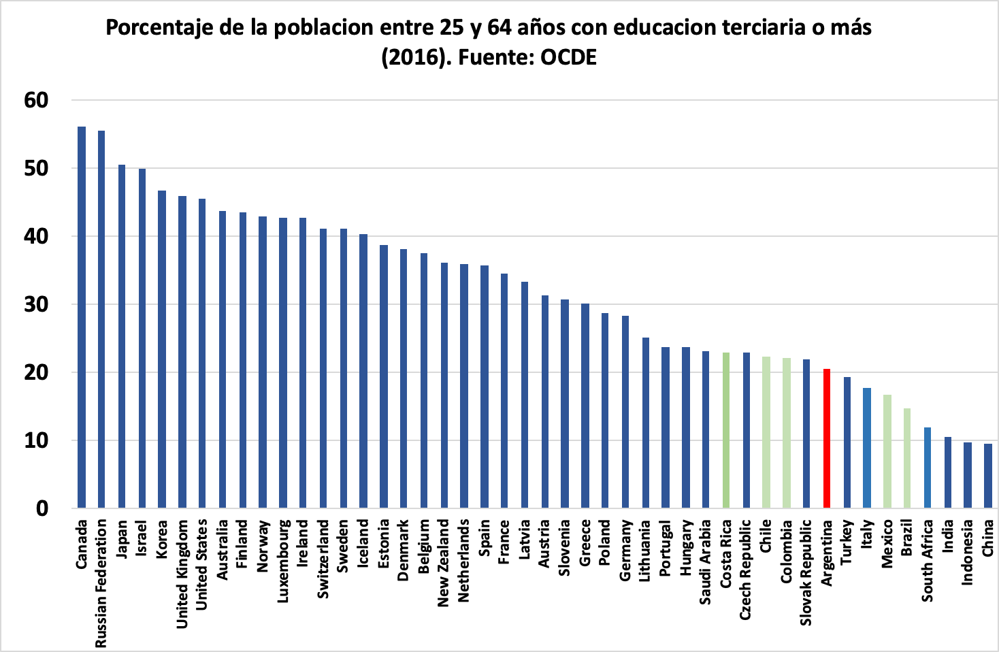 Porcentaje de la poblacion entre 25 y 64 años con educacion terciaria o más
(2016). Fuente: OCDE
60
50
40
30
20
10
0
Canada
Russian Federation
Japan
Israel
Korea
United Kingdom
United States
Australia
Finland
Norway
Luxembourg
Ireland
Switzerland
Sweden
Iceland
Estonia
Denmark
Belgium
New Zealand
Netherlands
Spain
France
Latvia
Austria
Slovenia
Greece
Poland
Germany
Lithuania
Portugal
Hungary
Saudi Arabia
Costa Rica
Czech Republic
Chile
Colombia
Slovak Republic
Argentina
Turkey
Italy
Mexico
Brazil
South Africa
India
Indonesia
China